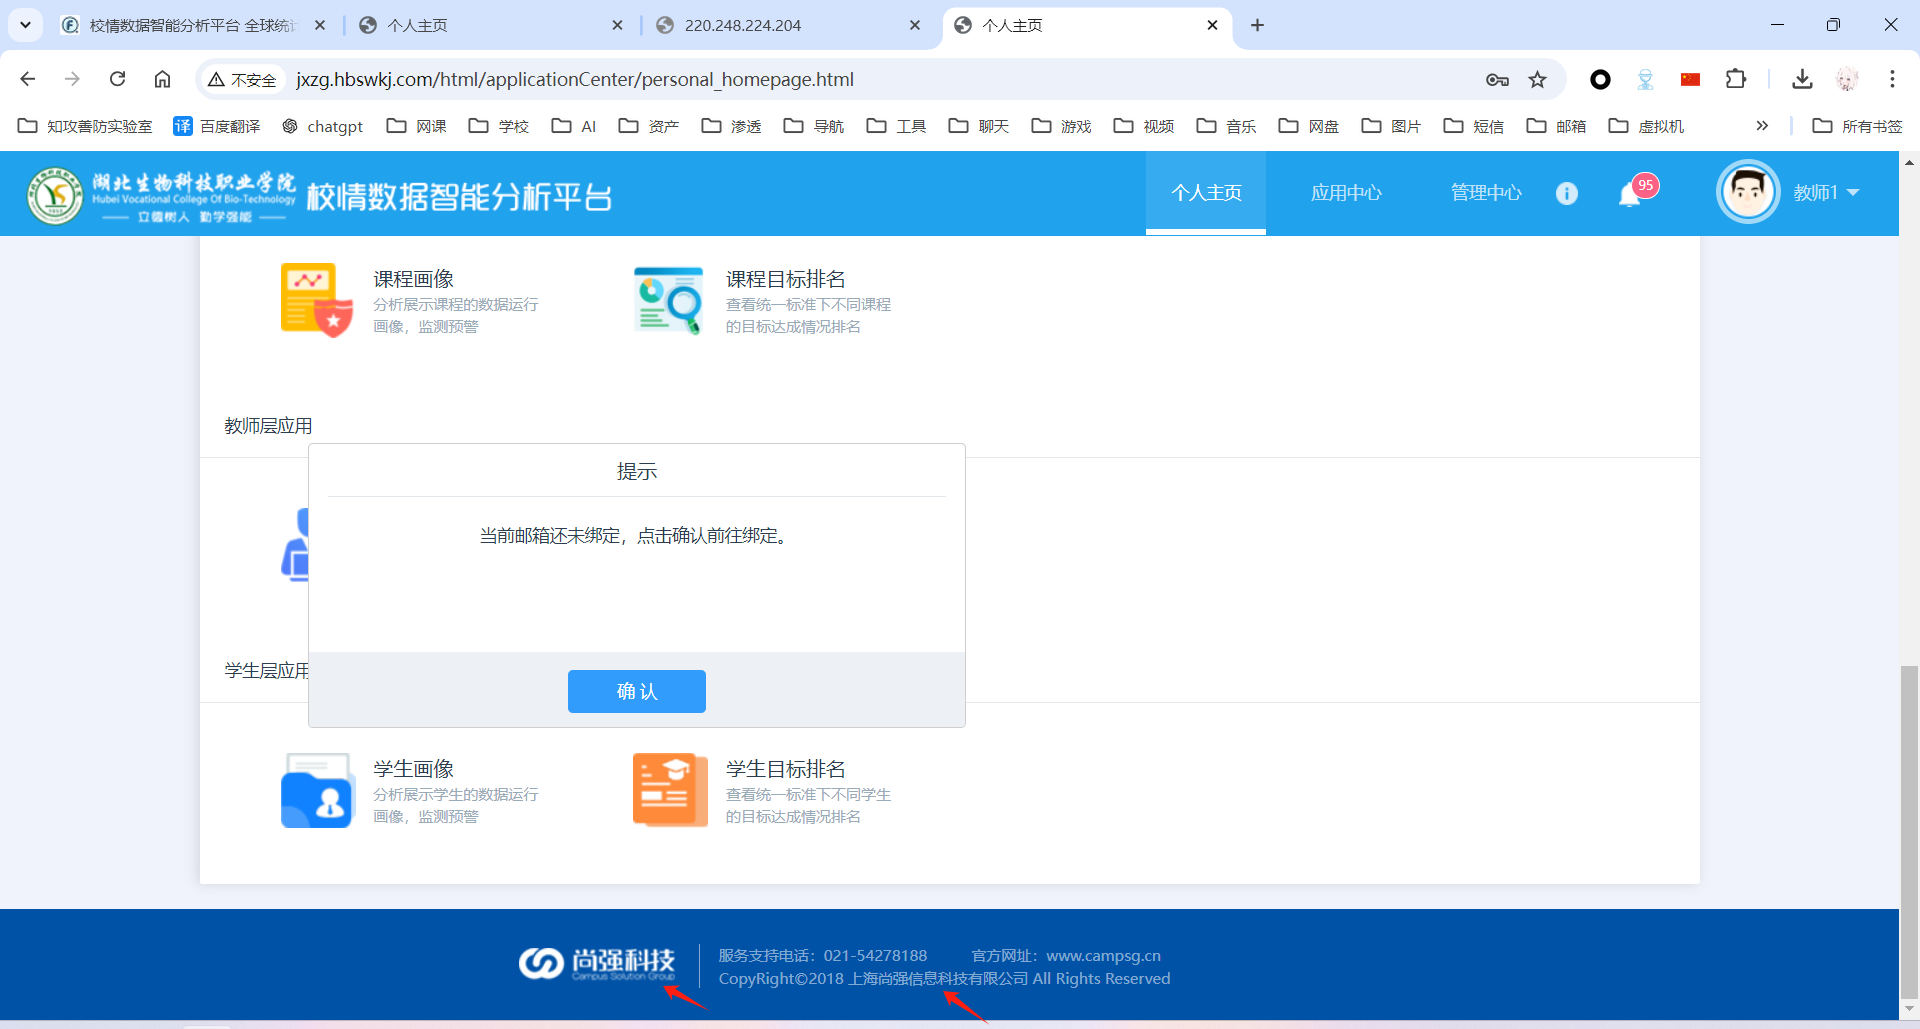 校情数据智能分析平台 全球统计
个人主页
220.248.224.204
个人主页
不安全
jxzg.hbswkj.com/html/applicationCenter/personal_homepage.html
知攻善防实验室
译 百度翻译
chatgpt
网课
学校
AI
资产
渗透
导航
工具
聊天
游戏
视频
音乐
网盘
图片
短信
邮箱
虚拟机
所有书签
湖北生物科技职业学院
Hubei Vocational College Of Bio-Technology
立德树人 勤学强能
校情数据智能分析平台
个人主页
应用中心
管理中心
95
教师1
课程画像
分析展示课程的数据运行
画像，监测预警
课程目标排名
查看统一标准下不同课程
的目标达成情况排名
教师层应用
提示
当前邮箱还未绑定，点击确认前往绑定。
确认
学生层应用
学生画像
分析展示学生的数据运行
画像，监测预警
学生目标排名
查看统一标准下不同学生
的目标达成情况排名
尚强科技
Campus Solution Group
服务支持电话：021-54278188 官方网址：www.campsg.cn
CopyRight©2018 上海尚强信息科技有限公司 All Rights Reserved